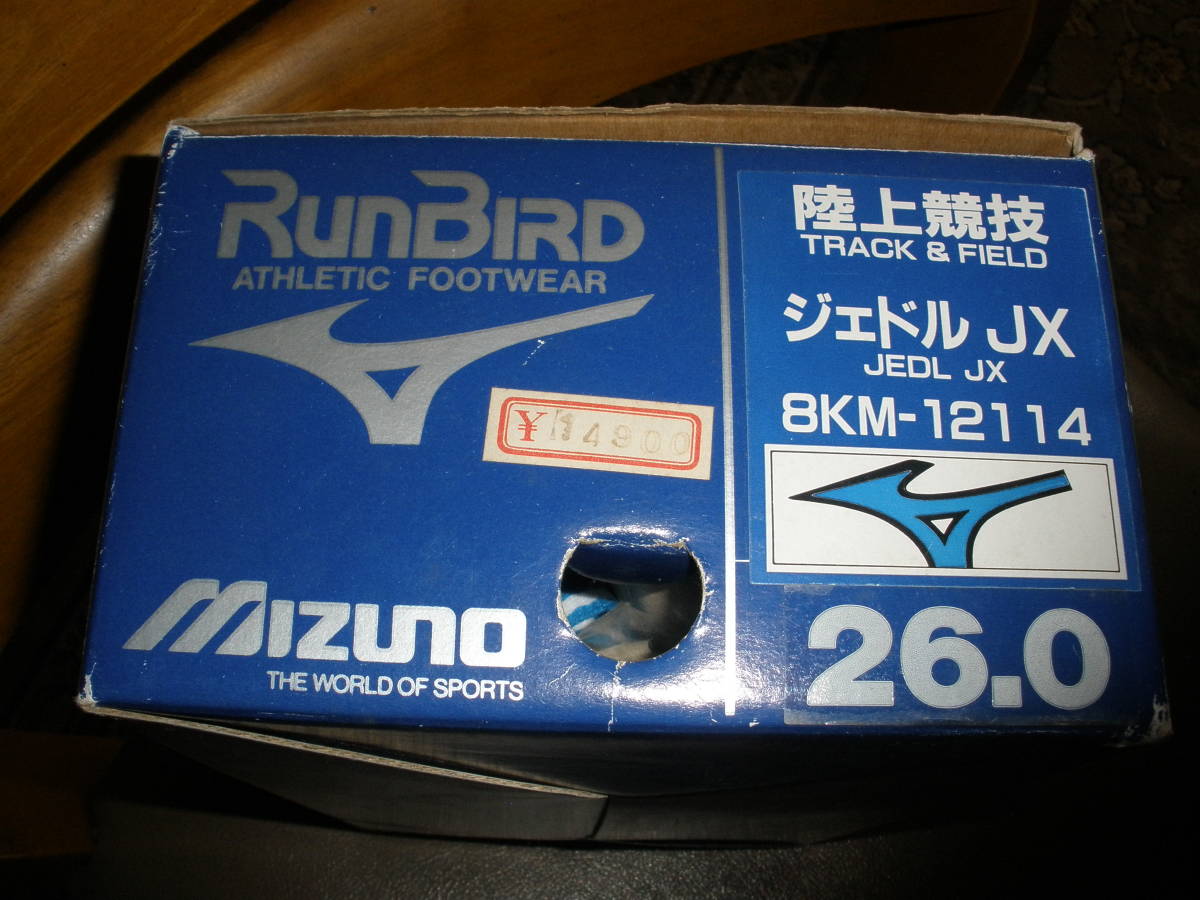 RUNBIRD
ATHLETIC FOOTWEAR
MIZUNO
THE WORLD OF SPORTS
陸上競技
TRACK & FIELD
ジェドル JX
JEDL JX
8KM-12114
26.0